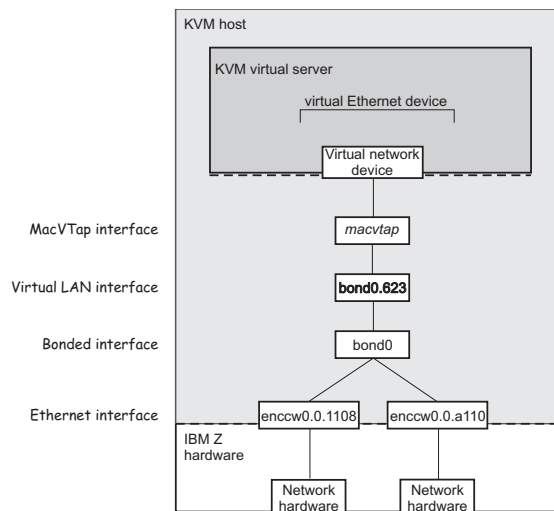 KVM host
KVM virtual server
virtual Ethernet device
Virtual network
device
MacVTap interface
macvtap
Virtual LAN interface
bond0.623
Bonded interface
bond0
Ethernet interface
enccw0.0.1108
enccw0.0.a110
IBM Z
hardware
Network
hardware
Network
hardware